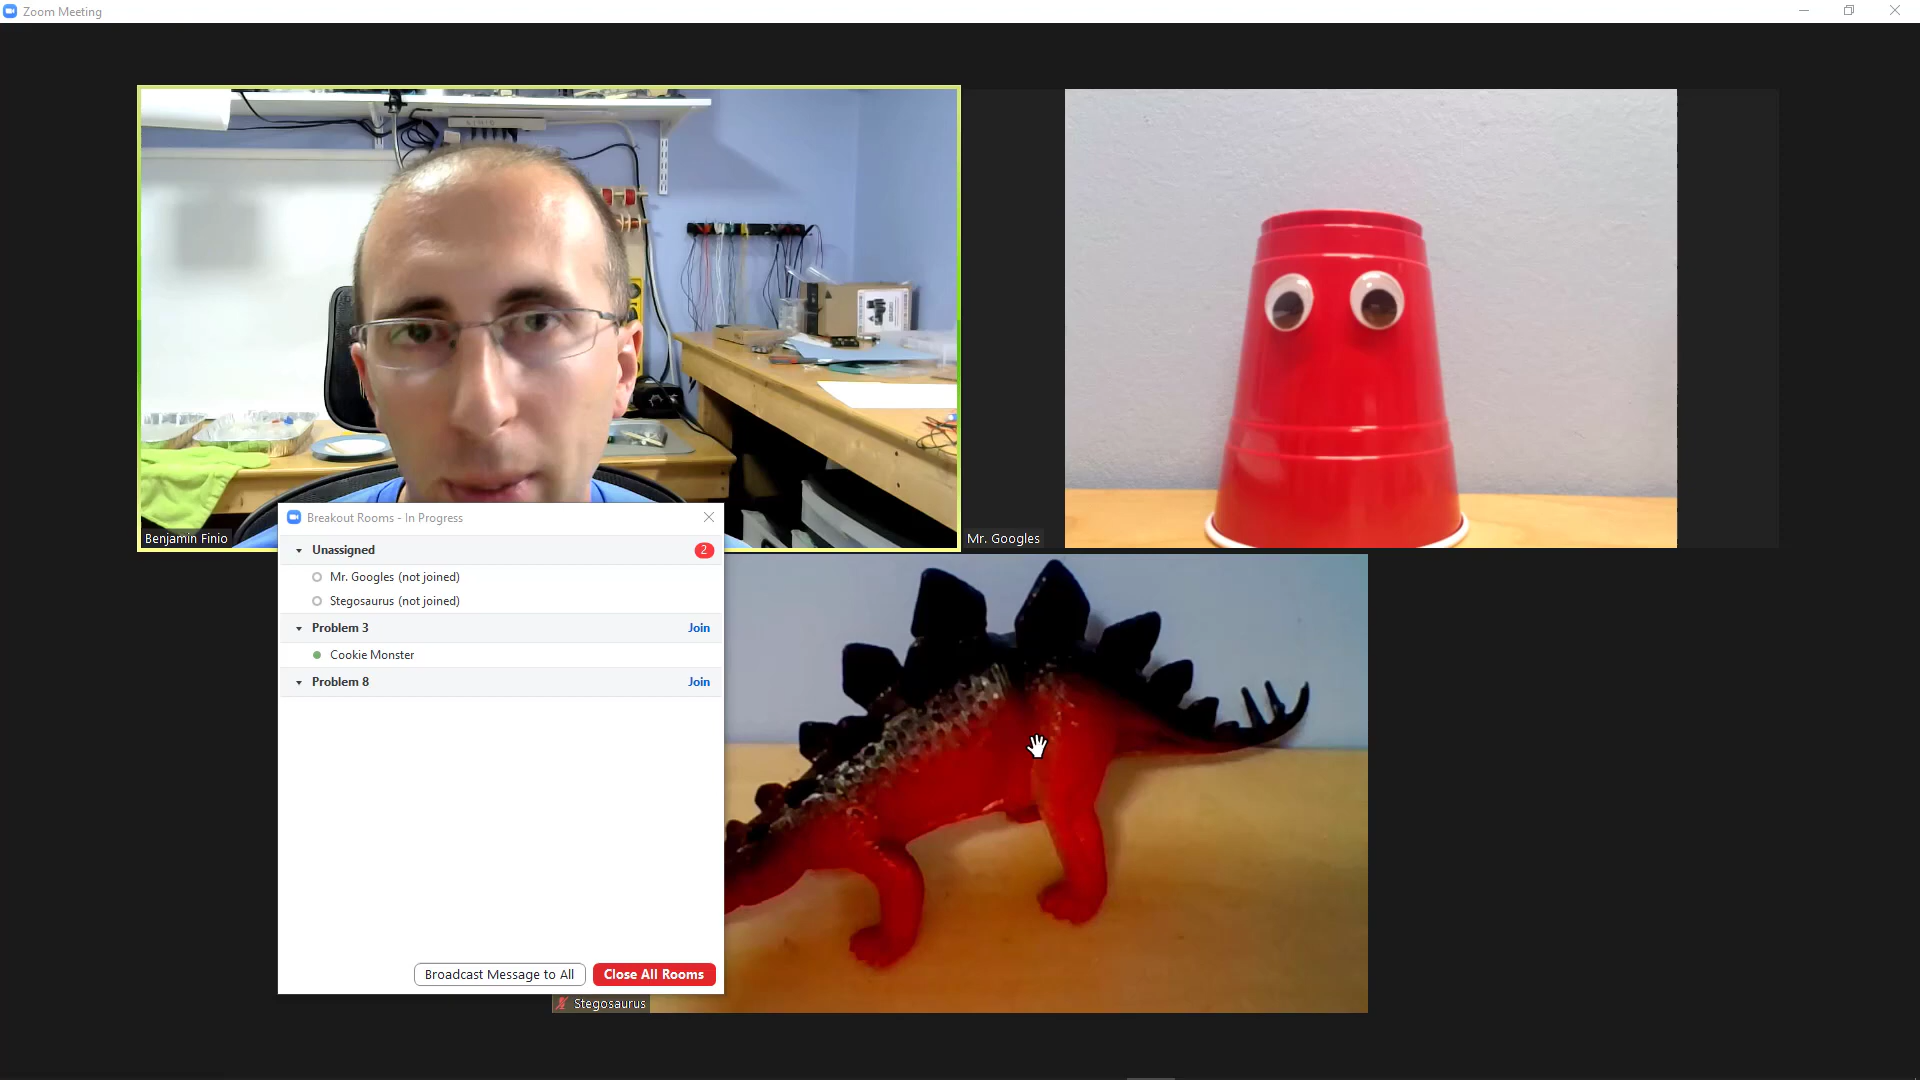 Zoom Meeting
Benjamin Finio
Mr. Googles
Breakout Rooms - In Progress
Unassigned
2
Mr. Googles (not joined)
Stegosaurus (not joined)
Problem 3
Join
Cookie Monster
Problem 8
Join
Broadcast Message to All
Close All Rooms
Stegosaurus